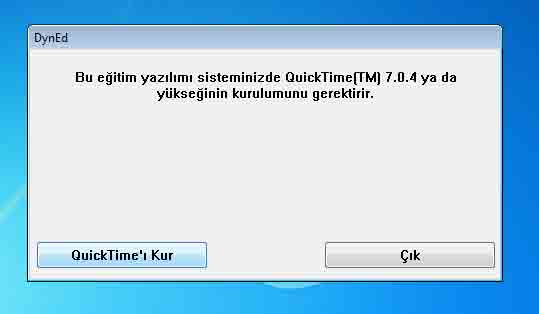 DynEd
Bu eğitim yazılımı sisteminizde QuickTime(TM) 7.0.4 ya da
yükseğinin kurulumunu gerektirir.
QuickTime'ı Kur
Çık